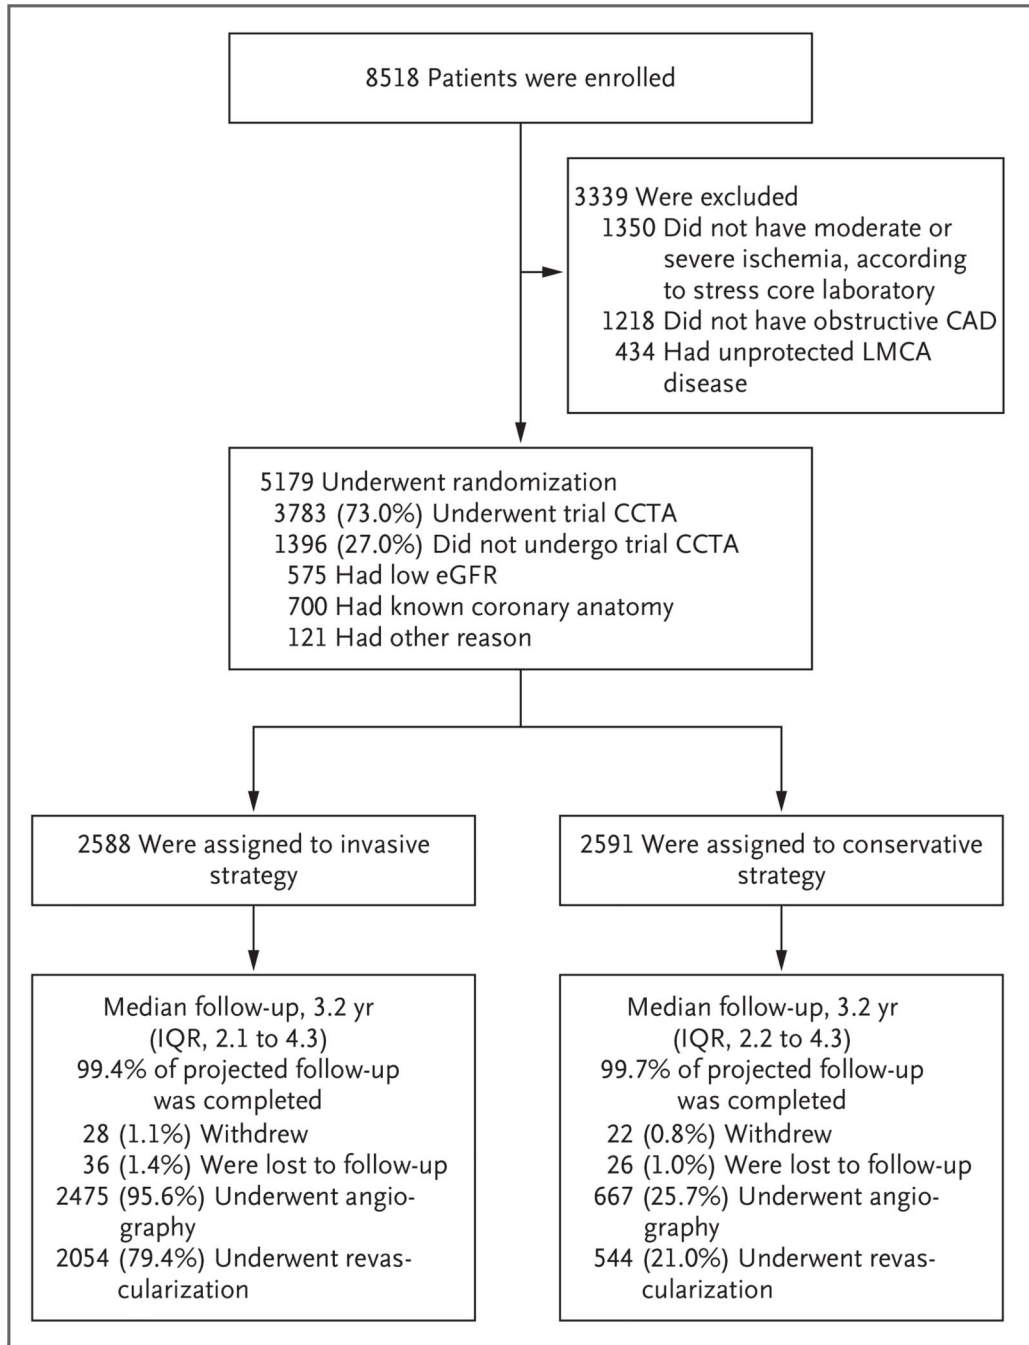 8518 Patients were enrolled
3339 Were excluded
1350 Did not have moderate or
severe ischemia, according
to stress core laboratory
1218 Did not have obstructive CAD
434 Had unprotected LMCA
disease
5179 Underwent randomization
3783 (73.0%) Underwent trial CCTA
1396 (27.0%) Did not undergo trial CCTA
575 Had low eGFR
700 Had known coronary anatomy
121 Had other reason
2588 Were assigned to invasive
strategy
2591 Were assigned to conservative
strategy
Median follow-up, 3.2 yr
(IQR, 2.1 to 4.3)
99.4% of projected follow-up
was completed
28 (1.1%) Withdrew
36 (1.4%) Were lost to follow-up
2475 (95.6%) Underwent angio-
graphy
2054 (79.4%) Underwent revas-
cularization
Median follow-up, 3.2 yr
(IQR, 2.2 to 4.3)
99.7% of projected follow-up
was completed
22 (0.8%) Withdrew
26 (1.0%) Were lost to follow-up
667 (25.7%) Underwent angio-
graphy
544 (21.0%) Underwent revas-
cularization